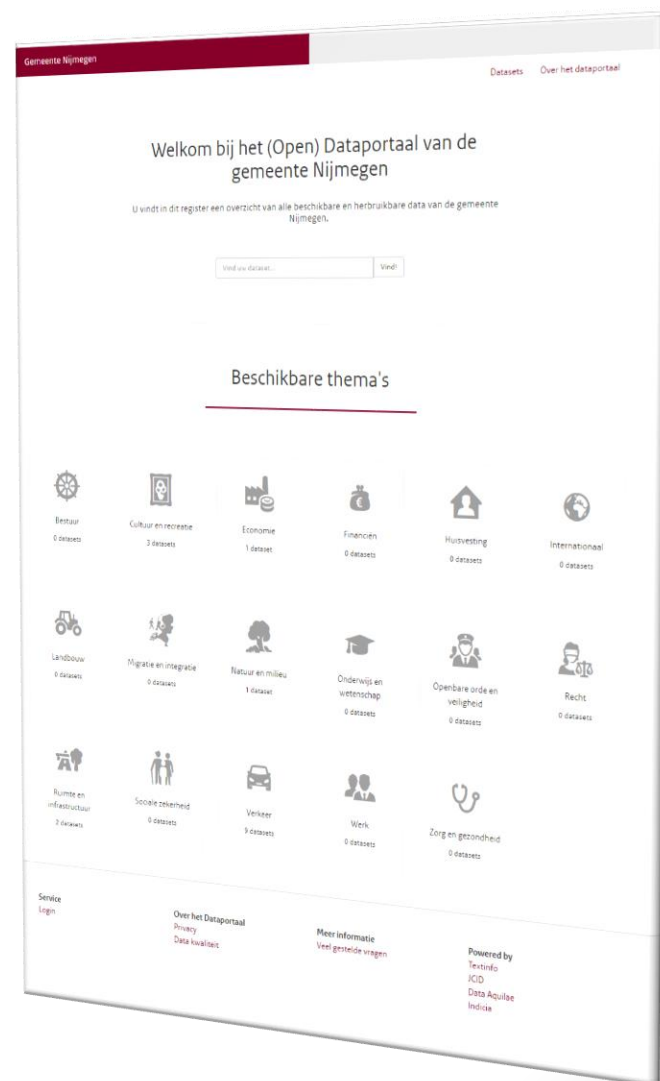 Gemeente Nijmegen
Datasets
Over het dataportaal
Welkom bij het (Open) Dataportaal van de
gemeente Nijmegen
U vindt in dit register een overzicht van alle beschikbare en herbruikbare data van de gemeente
Nijmegen.
Vind uw dataset...
Vind!
Beschikbare thema's
Bestuur
0 datasets
Cultuur en recreatie
3 datasets
Economie
1 dataset
Financiën
0 datasets
Huisvesting
0 datasets
Internationaal
0 datasets
Landbouw
0 datasets
Migratie en integratie
0 datasets
Natuur en milieu
1 dataset
Onderwijs en
wetenschap
0 datasets
Openbare orde en
veiligheid
0 datasets
Recht
0 datasets
Ruimte en
infrastructuur
datasets
Sociale zekerheid
0 datasets
Verkeer
9 datasets
Werk
0 datasets
Zorg en gezondheid
0 datasets
Service
Login
Over het Dataportaal
Privacy
Data kwaliteit
Meer informatie
Veel gestelde vragen
Powered by
Textinfo
JCID
Data Aquilae
Indicia